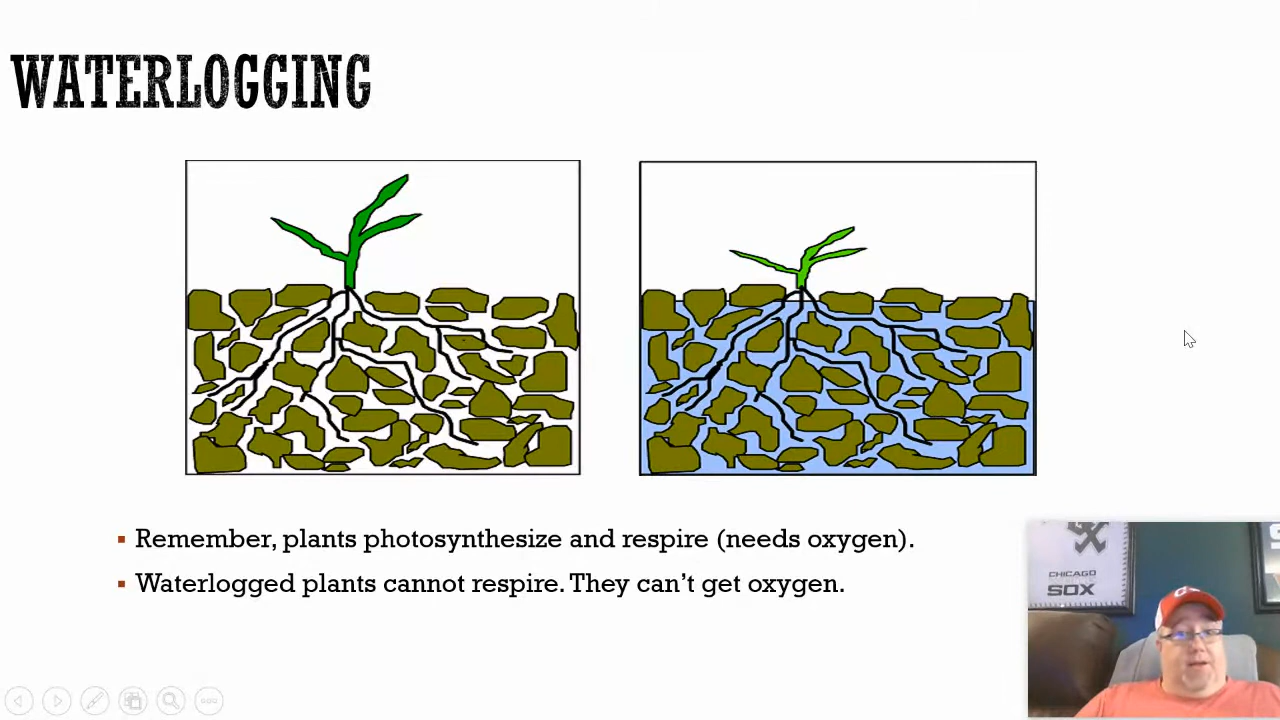 WATERLOGGING
Remember, plants photosynthesize and respire (needs oxygen).
Waterlogged plants cannot respire. They can't get oxygen.
CHICAGO
SOX